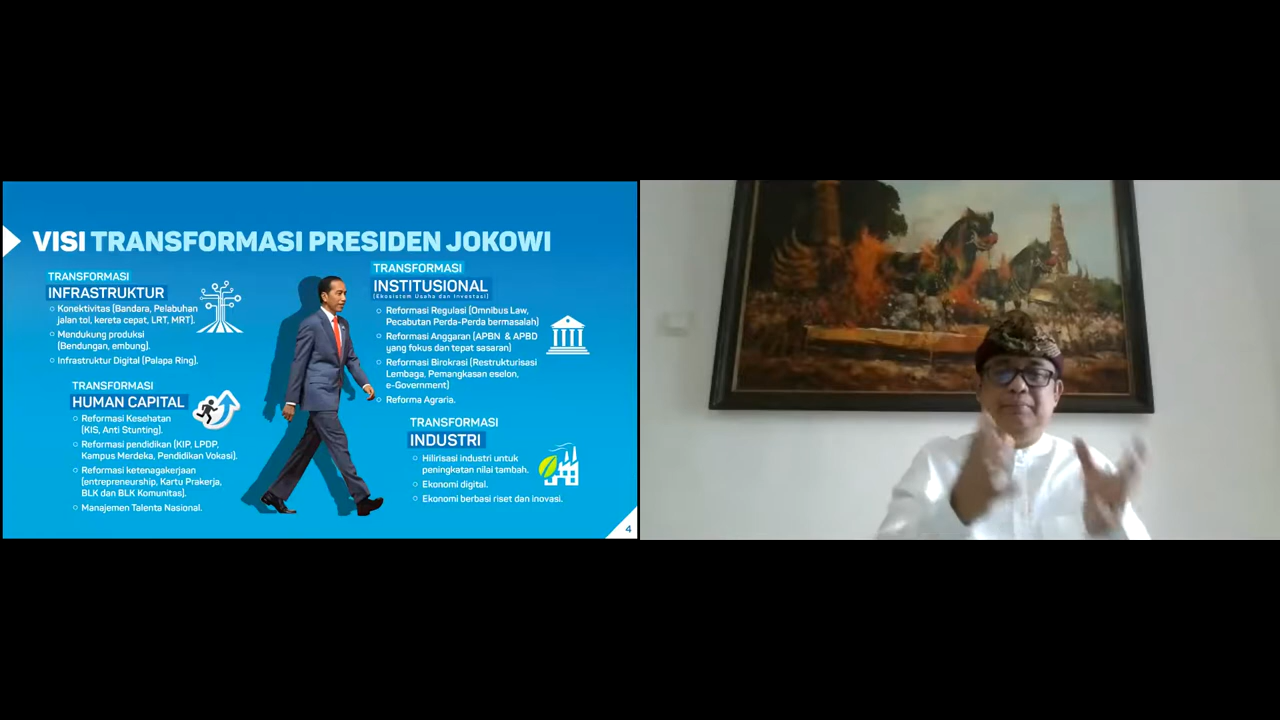 VISI TRANSFORMASI PRESIDEN JOKOWI
TRANSFORMASI
INFRASTRUKTUR
Konektivitas (Bandara, Pelabuhan
jalan tol, kereta cepat, LRT, MRT).
Mendukung produksi
(Bendungan, embung).
Infrastruktur Digital (Palapa Ring).
TRANSFORMASI
HUMAN CAPITAL
Reformasi Kesehatan
(KIS, Anti Stunting).
Reformasi pendidikan (KIP, LPDP,
Kampus Merdeka, Pendidikan Vokasi).
Reformasi ketenagakerjaan
(entrepreneurship, Kartu Prakerja,
BLK dan BLK Komunitas).
Manajemen Talenta Nasional.
TRANSFORMASI
INSTITUSIONAL
(Ekosistem Usaha dan Investasi)
Reformasi Regulasi (Omnibus Law,
Pecabutan Perda-Perda bermasalah)
Reformasi Anggaran (APBN & APBD
yang fokus dan tepat sasaran)
Reformasi Birokrasi (Restrukturisasi
Lembaga, Pemangkasan eselon,
e-Government)
Reforma Agraria.
TRANSFORMASI
INDUSTRI
Hilirisasi industri untuk
peningkatan nilai tambah.
Ekonomi digital.
Ekonomi berbasi riset dan inovasi.
4